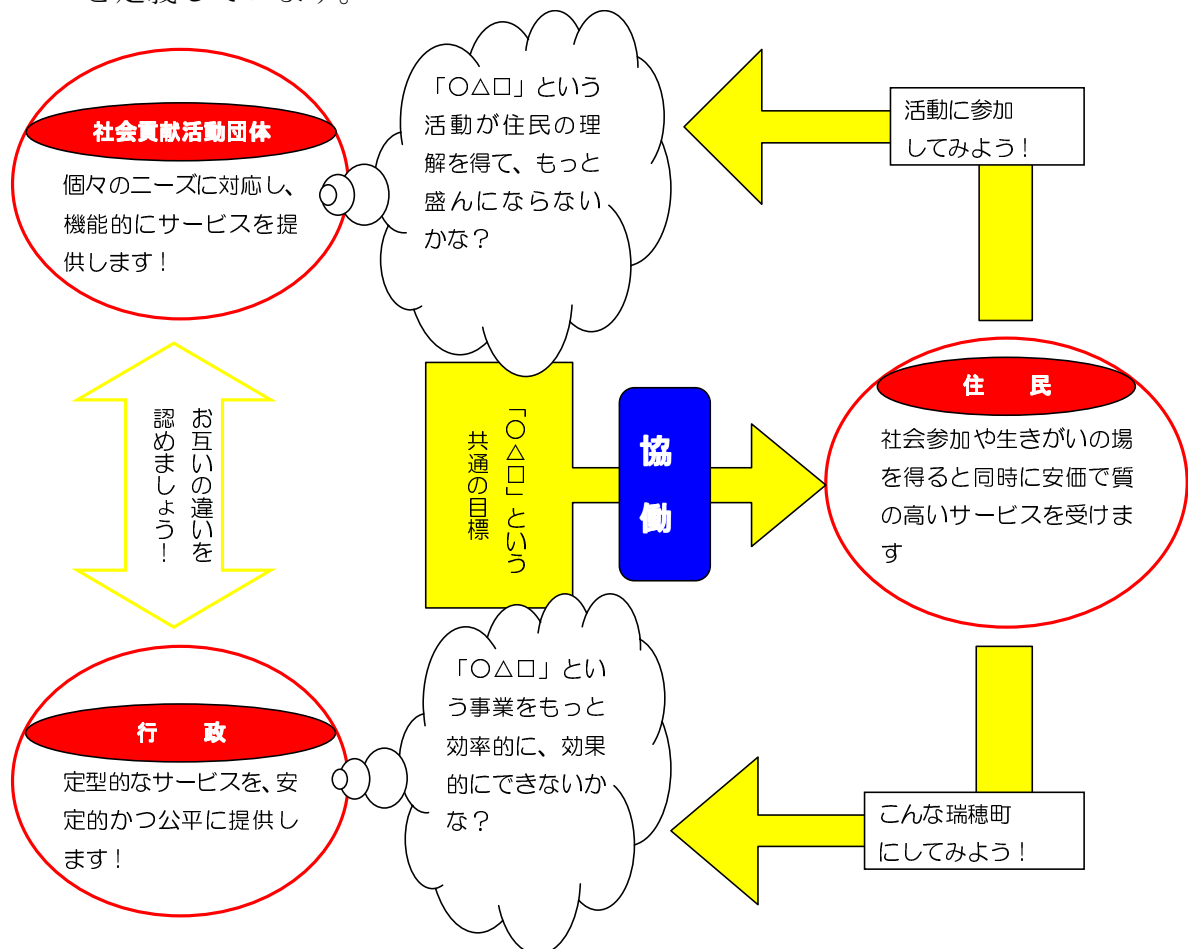 を定義しています。
社会貢献活動団体
個々のニーズに対応し、
機能的にサービスを提
供します！
「〇△□」という
活動が住民の理
解を得て、もっと
盛んにならない
かな？
活動に参加
してみよう！
お互いの違いを
認めましょう！
「〇△□」という
共通の目標
協
働
住　民
社会参加や生きがいの場
を得ると同時に安価で質
の高いサービスを受けま
す
行　政
定型的なサービスを、安
定的かつ公平に提供し
ます！
「〇△□」とい
う事業をもっと
効率的に、効果
的にできないか
な？
こんな瑞穂町
にしてみよう！